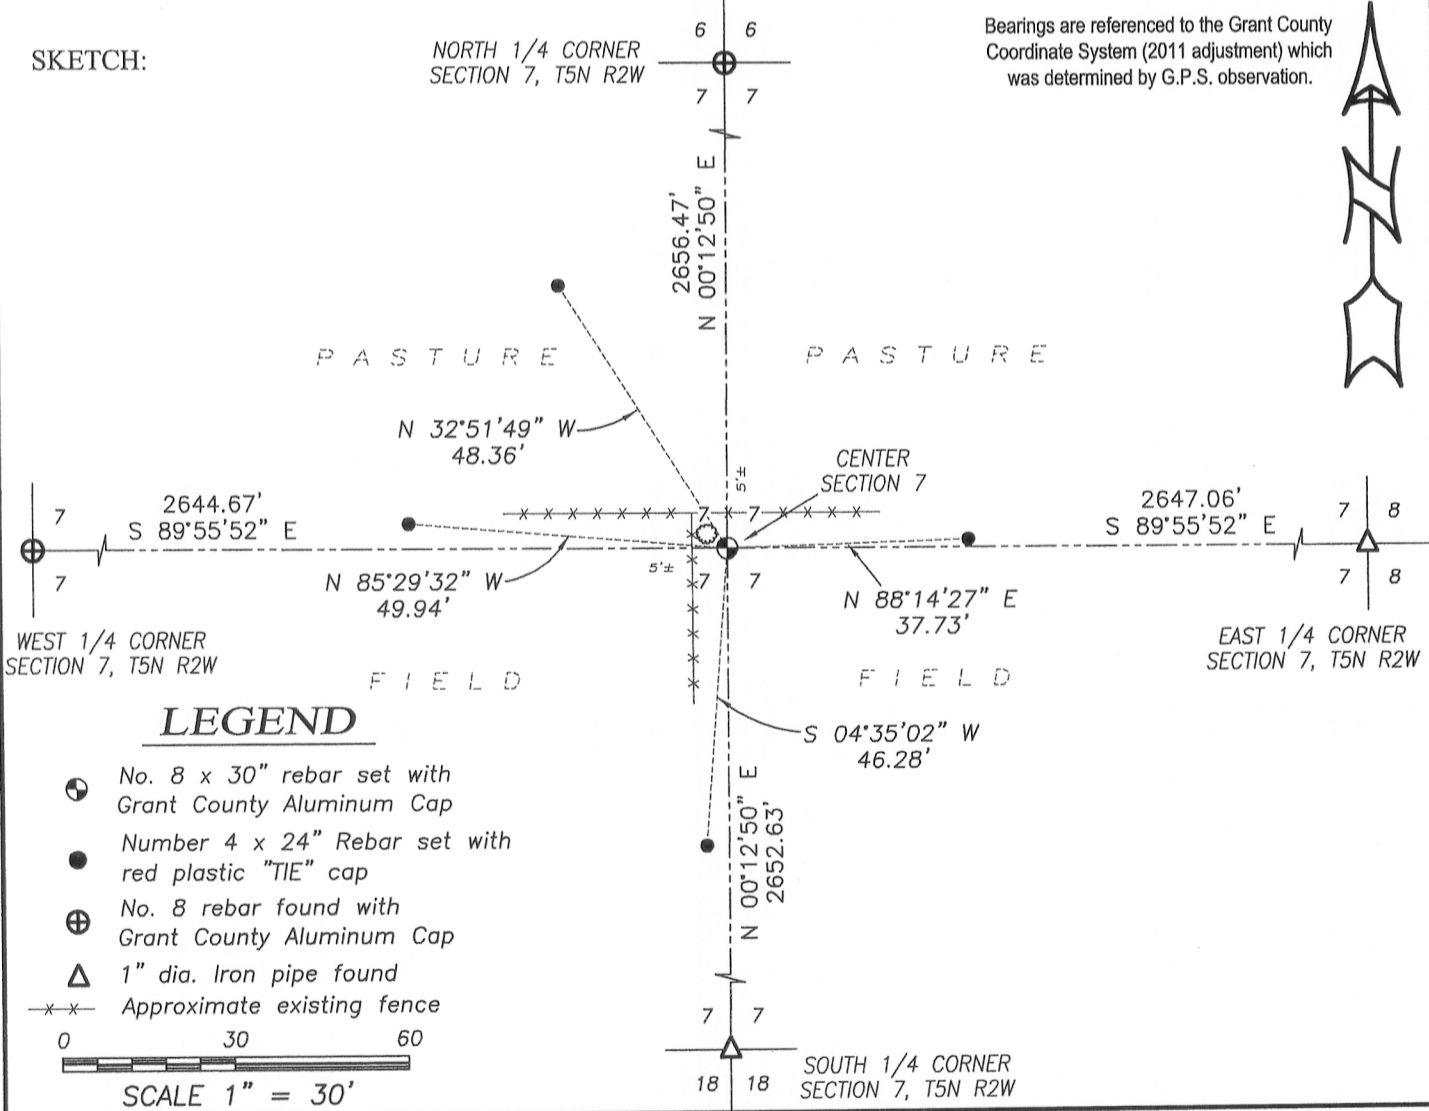 SKETCH:
NORTH 1/4 CORNER
SECTION 7, T5N R2W
6 6
7 7
Bearings are referenced to the Grant County
Coordinate System (2011 adjustment) which
was determined by G.P.S. observation.
N
2656.47'
N 00°12'50" E
PASTURE
PASTURE
N 32°51'49" W
48.36'
CENTER
SECTION 7
5'±
7 7
7 7
5'±
7
7
2644.67'
S 89°55'52" E
2647.06'
S 89°55'52" E
7 8
7 8
N 85°29'32" W
49.94'
N 88°14'27" E
37.73'
WEST 1/4 CORNER
SECTION 7, T5N R2W
EAST 1/4 CORNER
SECTION 7, T5N R2W
FIELD
FIELD
S 04°35'02" W
46.28'
N 00°12'50" E
2652.63'
LEGEND
No. 8 x 30" rebar set with
Grant County Aluminum Cap
Number 4 x 24" Rebar set with
red plastic "TIE" cap
No. 8 rebar found with
Grant County Aluminum Cap
1" dia. Iron pipe found
Approximate existing fence
0 30 60
SCALE 1" = 30'
7 7
18 18
SOUTH 1/4 CORNER
SECTION 7, T5N R2W